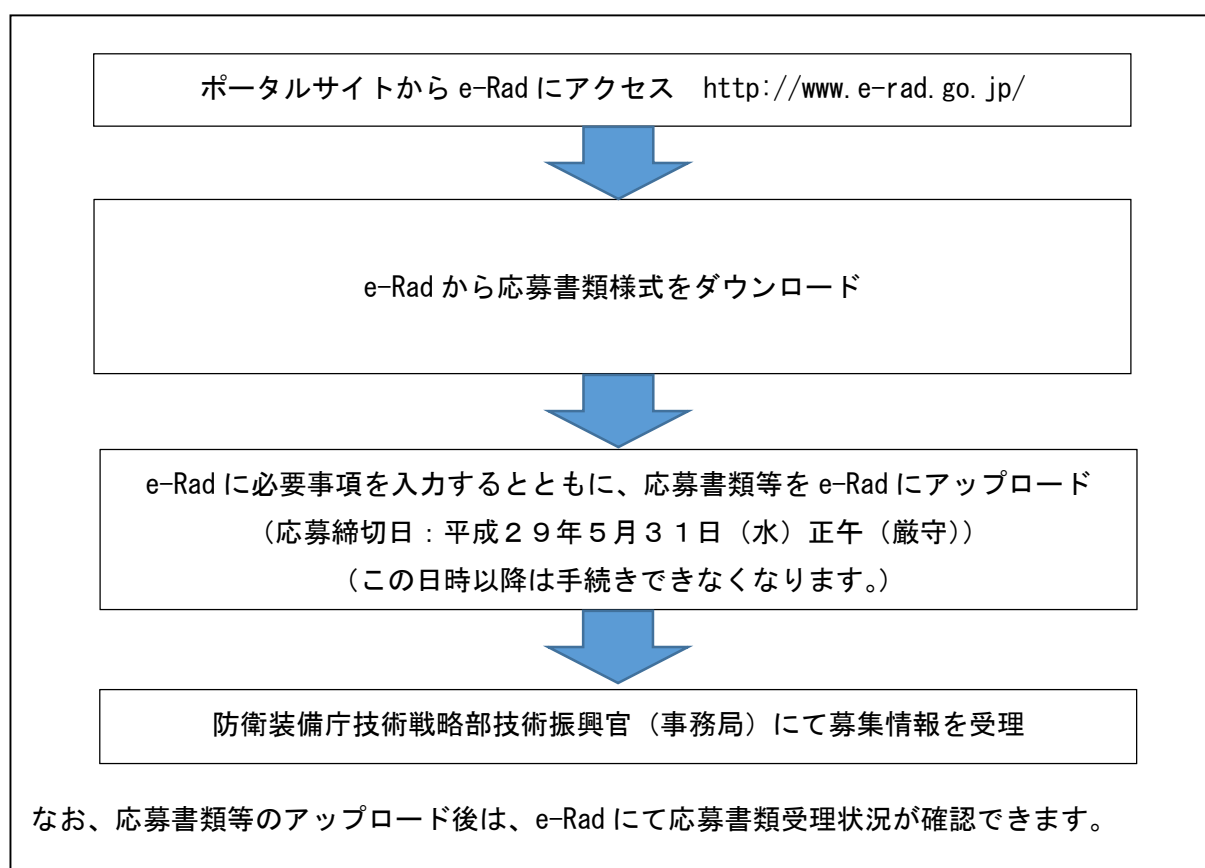 ポータルサイトから e-Rad にアクセス　http://www.e-rad.go.jp/
e-Rad から応募書類様式をダウンロード
e-Rad に必要事項を入力するとともに、応募書類等を e-Rad にアップロード
（応募締切日：平成２９年５月３１日（水）正午（厳守））
（この日時以降は手続きできなくなります。）
防衛装備庁技術戦略部技術振興官（事務局）にて募集情報を受理
なお、応募書類等のアップロード後は、e-Rad にて応募書類受理状況が確認できます。